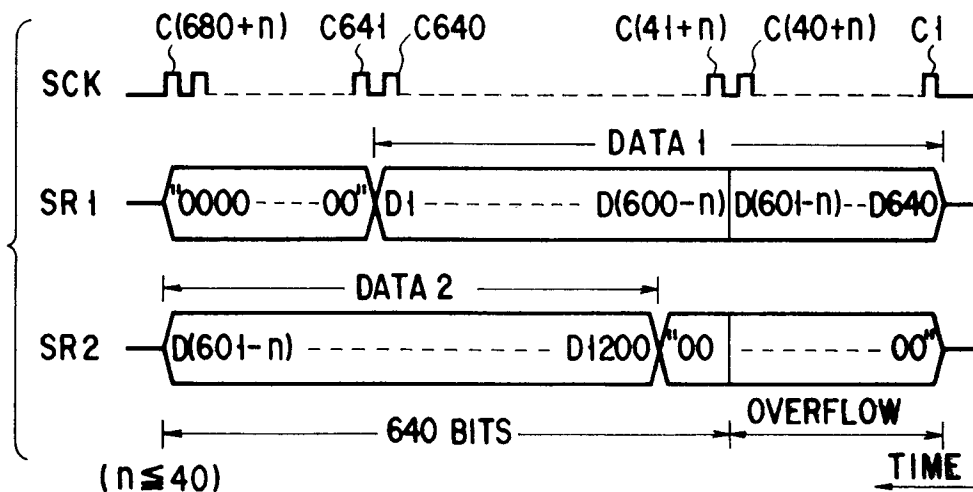 C(680+n) C641 C640 C(41+n) C(40+n) C1
SCK
DATA 1
SR1 "0000 00" D1 D(600-n) D(601-n) D640
DATA 2
SR2 D(601-n) D1200 "00 00"
640 BITS OVERFLOW
(n≦40) TIME